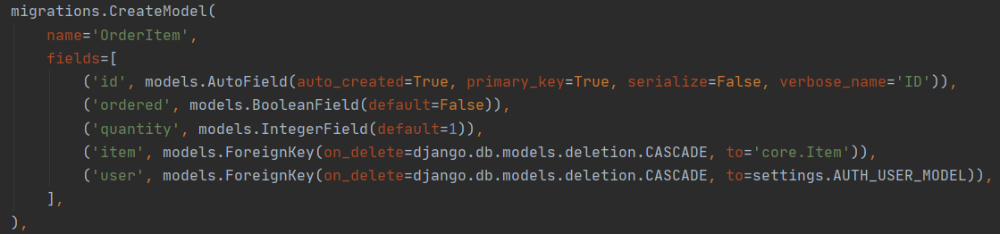 migrations.CreateModel(
    name='OrderItem',
    fields=[
        ('id', models.AutoField(auto_created=True, primary_key=True, serialize=False, verbose_name='ID')),
        ('ordered', models.BooleanField(default=False)),
        ('quantity', models.IntegerField(default=1)),
        ('item', models.ForeignKey(on_delete=django.db.models.deletion.CASCADE, to='core.Item')),
        ('user', models.ForeignKey(on_delete=django.db.models.deletion.CASCADE, to=settings.AUTH_USER_MODEL)),
    ],
),